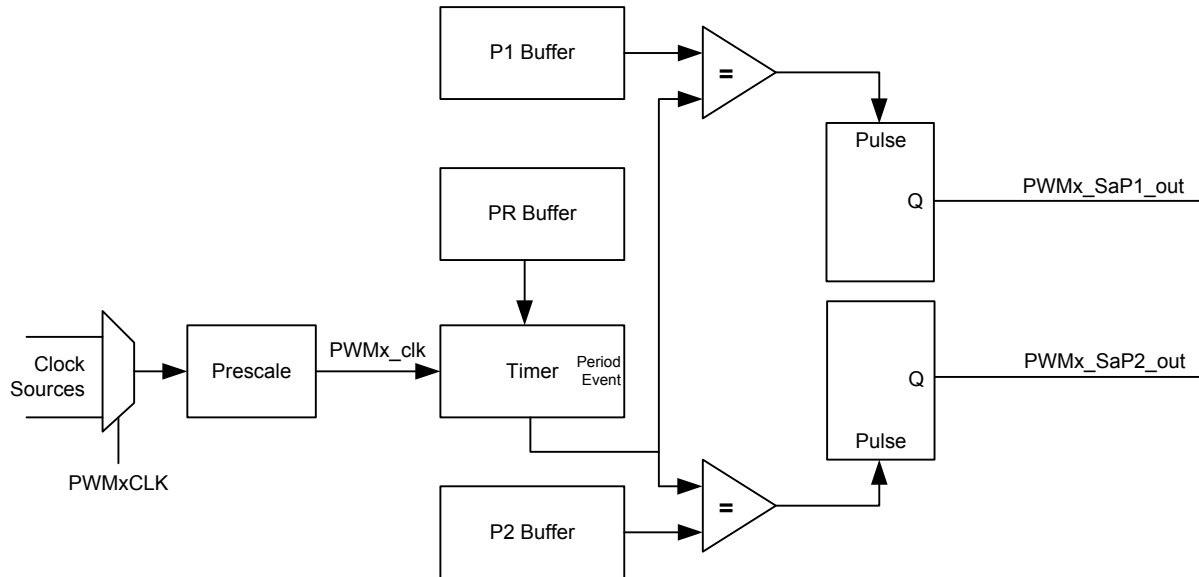 P1 Buffer
=
Pulse
Q
PWMx_SaP1_out
PR Buffer
Clock
Sources
Prescale
PWMx_clk
Timer
Period
Event
PWMxCLK
Q
PWMx_SaP2_out
Pulse
P2 Buffer
=